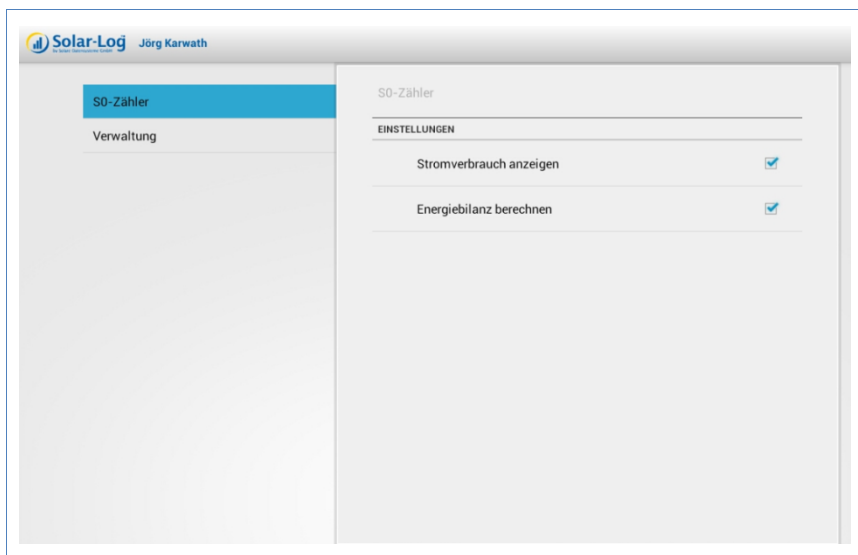 Solar-Log Jörg Karwath
S0-Zähler
Verwaltung
S0-Zähler
EINSTELLUNGEN
Stromverbrauch anzeigen
Energiebilanz berechnen